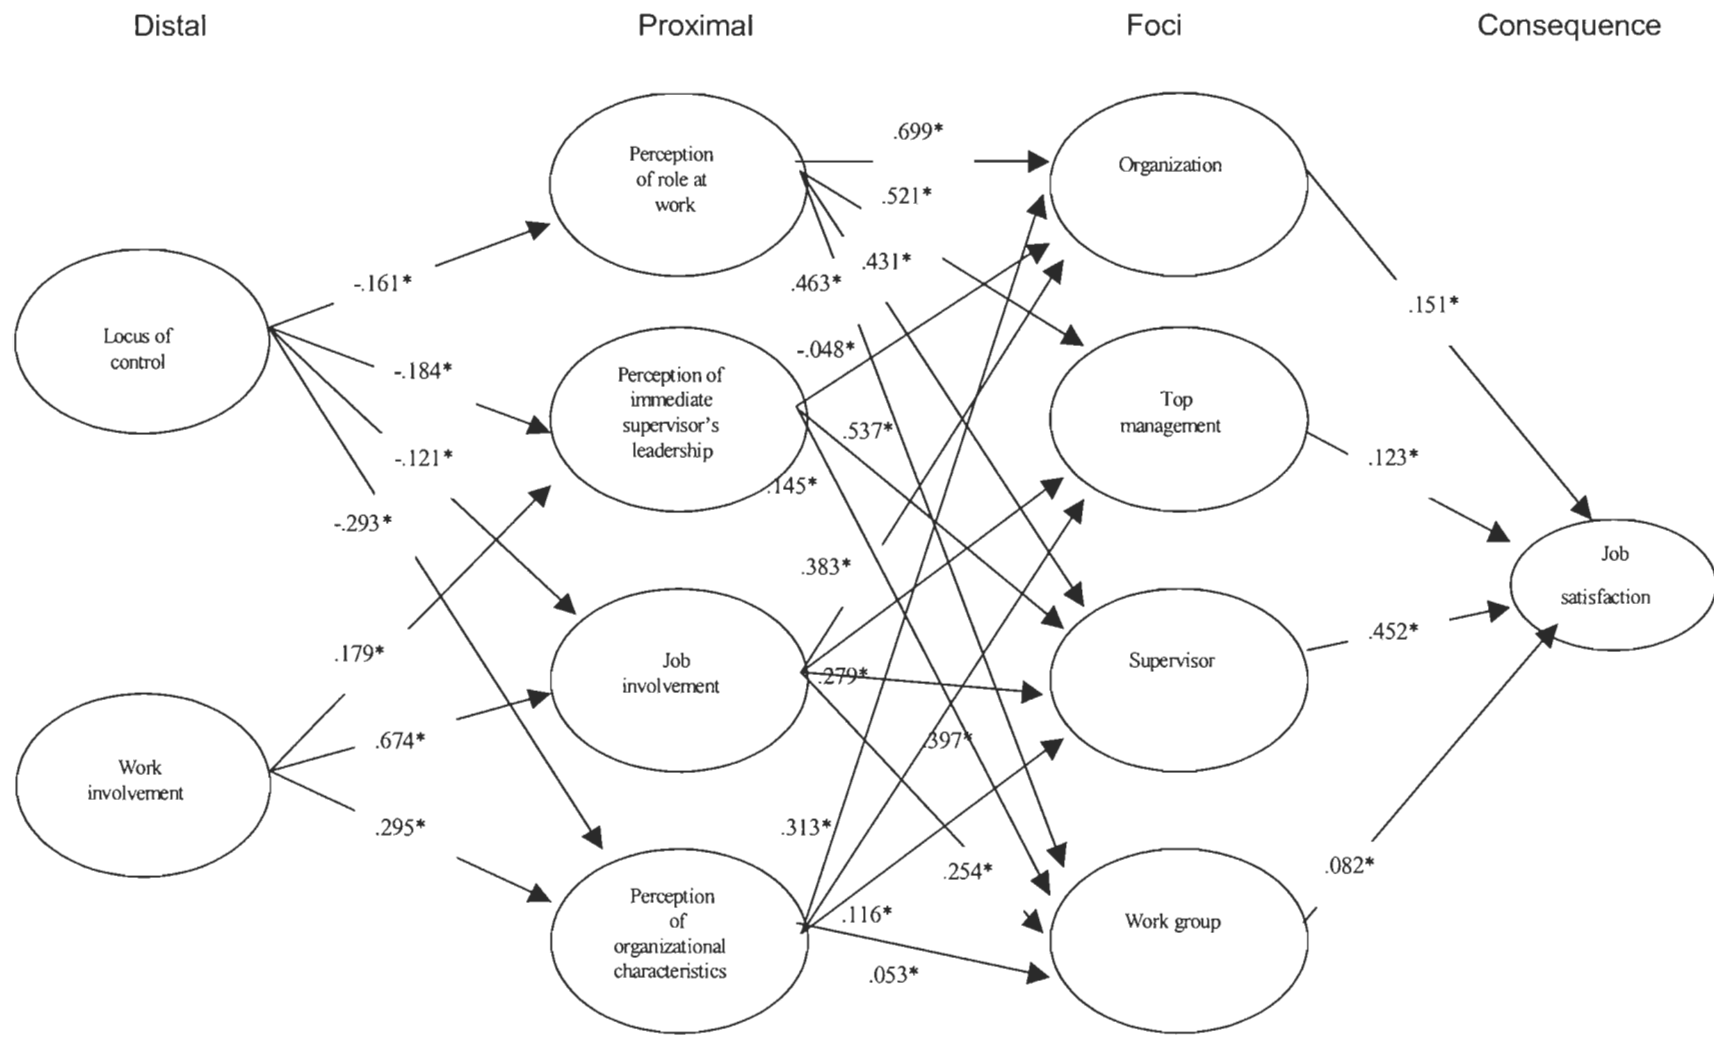 Distal
Proximal
Foci
Consequence
Locus of
control
Work
involvement
-.161*
-.184*
-.121*
-.293*
.179*
.674*
.295*
Perception
of role at
work
Perception of
immediate
supervisor's
leadership
Job
involvement
Perception
of
organizational
characteristics
.699*
.521*
.431*
.463*
-.048*
.537*
.145*
.383*
.279*
.397*
.313*
.254*
.116*
.053*
Organization
Top
management
Supervisor
Work group
.151*
.123*
.452*
.082*
Job
satisfaction